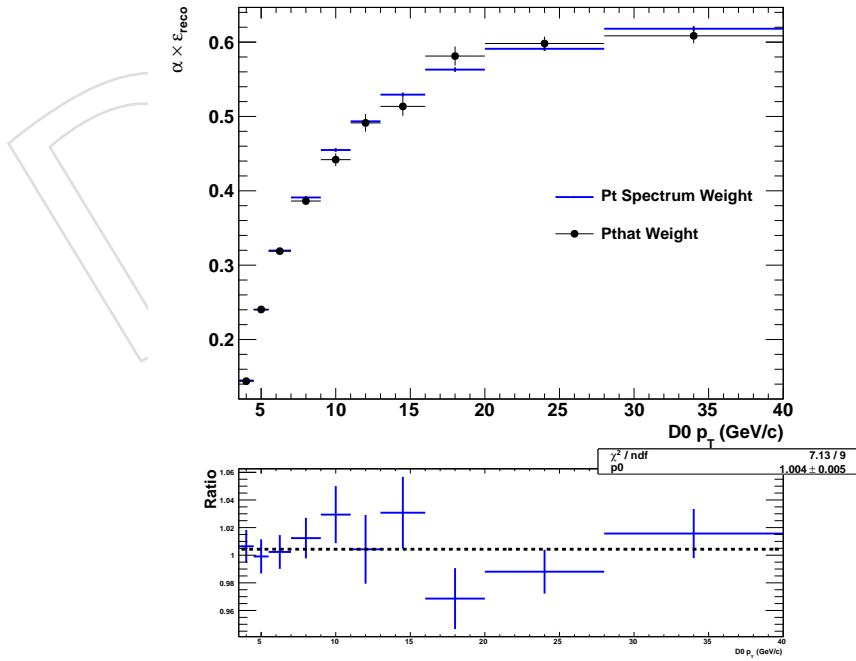 α × ε_reco
0.6
0.5
0.4
0.3
0.2
0.1
Pt Spectrum Weight
Pthat Weight
5 10 15 20 25 30 35 40
D0 p_T (GeV/c)
χ² / ndf 7.13 / 9
p0 1.004 ± 0.005
Ratio
1.06
1.04
1.02
1
0.98
0.96
5 10 15 20 25 30 35 40
D0 p_T (GeV/c)